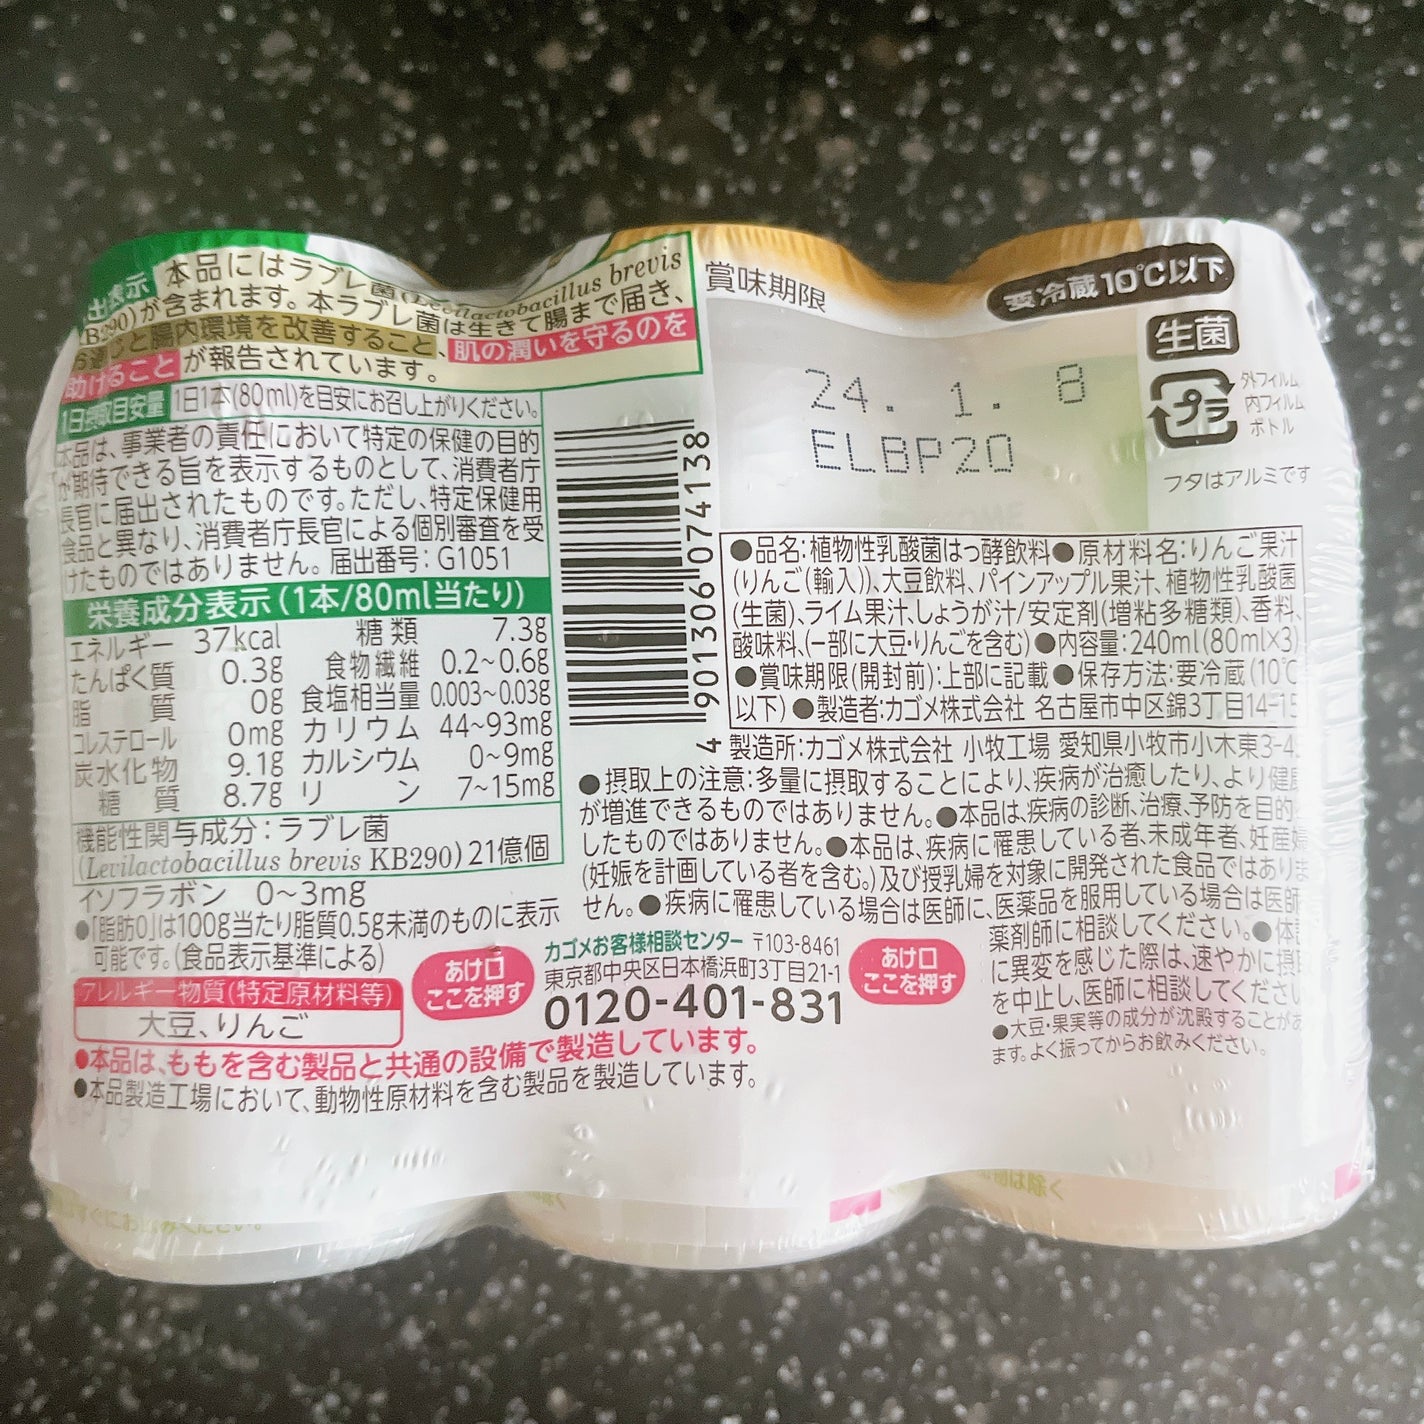 出表示 本品にはラブレ菌(Levilactobacillus brevis
KB290)が含まれます。本ラブレ菌は生きて腸まで届き、
お通じと腸内環境を改善すること、肌の潤いを守るのを
助けることが報告されています。
1日摂取目安量 1日1本(80ml)を目安にお召し上がりください。
本品は、事業者の責任において特定の保健の目的
が期待できる旨を表示するものとして、消費者庁
長官に届出されたものです。ただし、特定保健用
食品と異なり、消費者庁長官による個別審査を受
けたものではありません。届出番号:G1051
栄養成分表示(1本/80ml当たり)
エネルギー 37kcal 糖類 7.3g
たんぱく質 0.3g 食物繊維 0.2~0.6g
脂質 0g 食塩相当量 0.003~0.03g
コレステロール 0mg カリウム 44~93mg
炭水化物 9.1g カルシウム 0~9mg
糖質 8.7g リン 7~15mg
機能性関与成分:ラブレ菌
(Levilactobacillus brevis KB290) 21億個
イソフラボン 0~3mg
●「脂肪0」は100g当たり脂質0.5g未満のものに表示
可能です。(食品表示基準による)
アレルギー物質(特定原材料等)
大豆、りんご
●本品は、ももを含む製品と共通の設備で製造しています。
●本品製造工場において、動物性原材料を含む製品を製造しています。
4 901306 074138
賞味期限
24. 1. 8
ELBP20
要冷蔵10℃以下
生菌
プラ
外フィルム
内フィルム
ボトル
フタはアルミです
●品名:植物性乳酸菌はっ酵飲料●原材料名:りんご果汁
(りんご(輸入))、大豆飲料、パインアップル果汁、植物性乳酸菌
(生菌)、ライム果汁、しょうが汁/安定剤(増粘多糖類)、香料、
酸味料、(一部に大豆・りんごを含む)●内容量:240ml(80ml×3)
●賞味期限(開封前):上部に記載●保存方法:要冷蔵(10℃
以下)●製造者:カゴメ株式会社 名古屋市中区錦3丁目14-15
製造所:カゴメ株式会社 小牧工場 愛知県小牧市小木東3-4
●摂取上の注意:多量に摂取することにより、疾病が治癒したり、より健康
が増進できるものではありません。●本品は、疾病の診断、治療、予防を目的と
したものではありません。●本品は、疾病に罹患している者、未成年者、妊産婦
(妊娠を計画している者を含む。)及び授乳婦を対象に開発された食品ではありま
せん。●疾病に罹患している場合は医師に、医薬品を服用している場合は医師
薬剤師に相談してください。●体調
に異変を感じた際は、速やかに摂取
を中止し、医師に相談してください
●大豆・果実等の成分が沈殿することがあ
ます。よく振ってからお飲みください。
あけ口
ここを押す
カゴメお客様相談センター 〒103-8461
東京都中央区日本橋浜町3丁目21-1
0120-401-831
あけ口
ここを押す